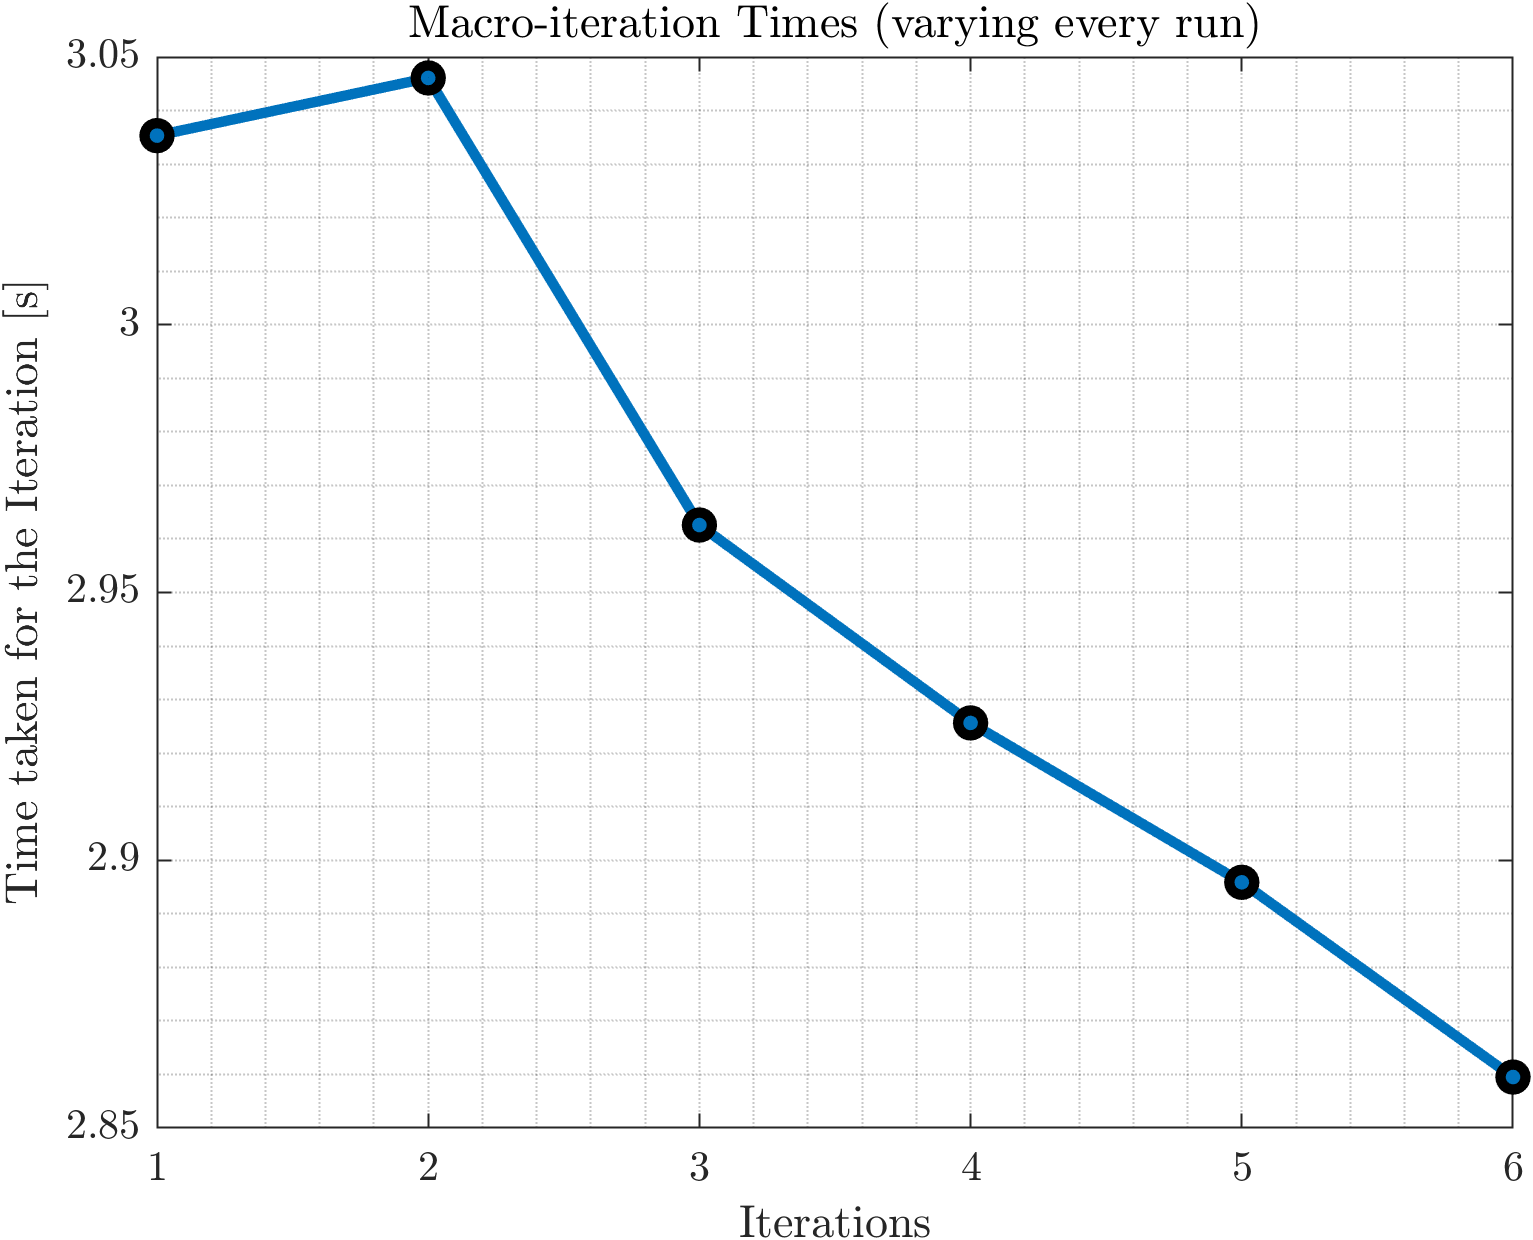 Macro-iteration Times (varying every run)
3.05
3
2.95
2.9
2.85
Time taken for the Iteration [s]
1 2 3 4 5 6
Iterations